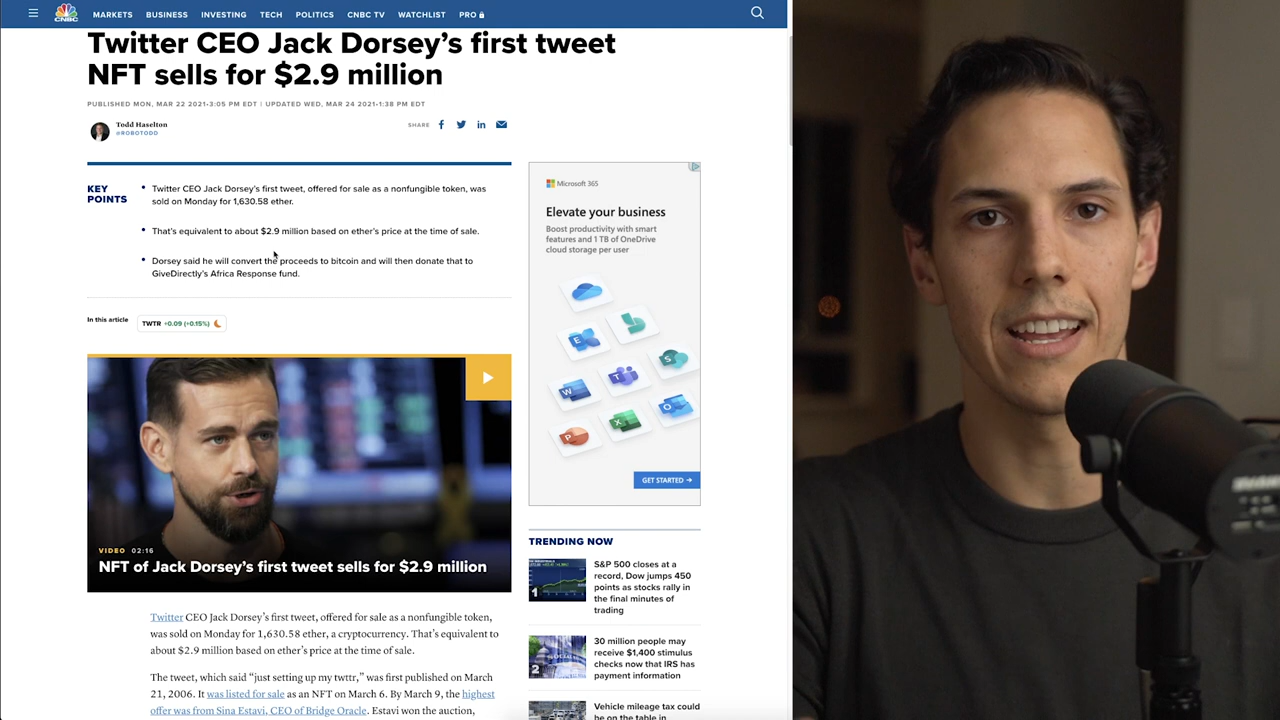 MARKETS BUSINESS INVESTING TECH POLITICS CNBC TV WATCHLIST PRO
CNBC
Twitter CEO Jack Dorsey’s first tweet
NFT sells for $2.9 million
PUBLISHED MON, MAR 22 2021•3:05 PM EDT | UPDATED WED, MAR 24 2021•1:38 PM EDT
Todd Haselton
@ROBOTODD
SHARE
KEY
POINTS
• Twitter CEO Jack Dorsey’s first tweet, offered for sale as a nonfungible token, was
sold on Monday for 1,630.58 ether.
• That’s equivalent to about $2.9 million based on ether’s price at the time of sale.
• Dorsey said he will convert the proceeds to bitcoin and will then donate that to
GiveDirectly’s Africa Response fund.
In this article
TWTR +0.09 (+0.15%)
VIDEO 02:16
NFT of Jack Dorsey’s first tweet sells for $2.9 million
Twitter CEO Jack Dorsey’s first tweet, offered for sale as a nonfungible token,
was sold on Monday for 1,630.58 ether, a cryptocurrency. That’s equivalent to
about $2.9 million based on ether’s price at the time of sale.
The tweet, which said “just setting up my twttr,” was first published on March
21, 2006. It was listed for sale as an NFT on March 6. By March 9, the highest
offer was from Sina Estavi, CEO of Bridge Oracle. Estavi won the auction,
Microsoft 365
Elevate your business
Boost productivity with smart
features and 1 TB of OneDrive
cloud storage per user
E
B
S
W
T
O
P
X
GET STARTED →
TRENDING NOW
1
S&P 500 closes at a
record, Dow jumps 450
points as stocks rally in
the final minutes of
trading
2
30 million people may
receive $1,400 stimulus
checks now that IRS has
payment information
Vehicle mileage tax could
be on the table in